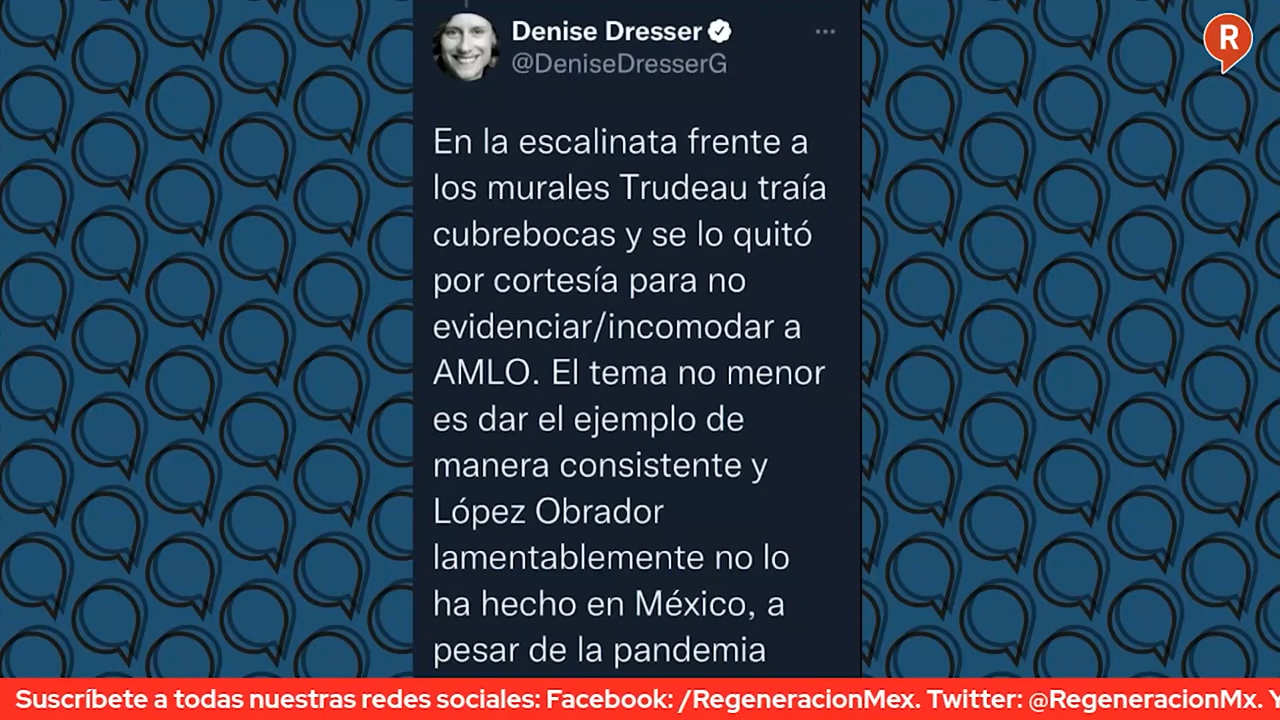 Denise Dresser
@DeniseDresserG
R
En la escalinata frente a
los murales Trudeau traía
cubrebocas y se lo quitó
por cortesía para no
evidenciar/incomodar a
AMLO. El tema no menor
es dar el ejemplo de
manera consistente y
López Obrador
lamentablemente no lo
ha hecho en México, a
pesar de la pandemia
Suscríbete a todas nuestras redes sociales: Facebook: /RegeneracionMex. Twitter: @RegeneracionMx. Y